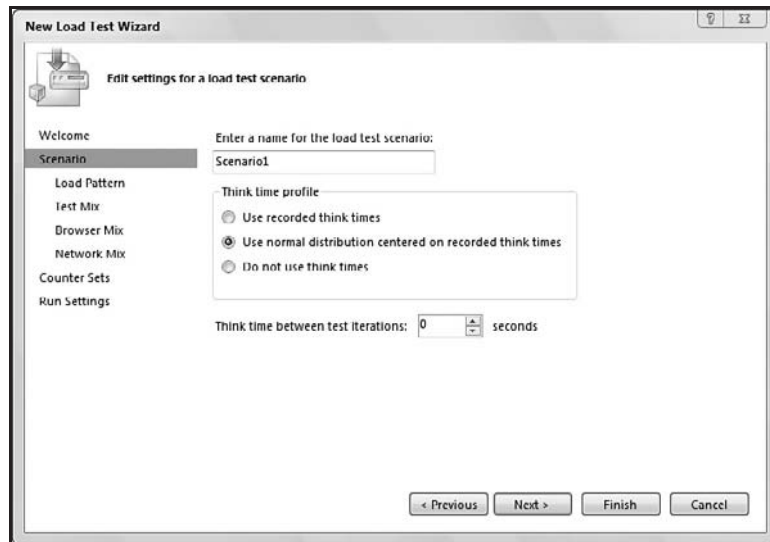 New Load Test Wizard
Edit settings for a load test scenario
Welcome
Scenario
Load Pattern
Test Mix
Browser Mix
Network Mix
Counter Sets
Run Settings
Enter a name for the load test scenario:
Scenario1
Think time profile
Use recorded think times
Use normal distribution centered on recorded think times
Do not use think times
Think time between test iterations: 0 seconds
< Previous Next > Finish Cancel